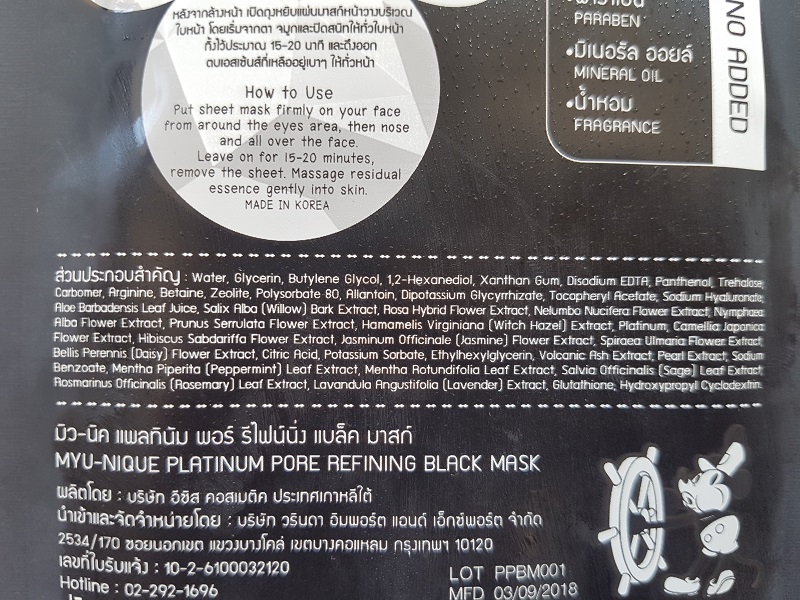 หลังจากล้างหน้า เปิดถุงหยิบแผ่นมาสก์หน้าวางบริเวณ
ใบหน้า โดยเริ่มจากตา จมูกและปิดสนิทให้ทั่วใบหน้า
ทิ้งไว้ประมาณ 15-20 นาที และดึงออก
ตบเอสเซ้นส์ที่เหลืออยู่เบาๆ ให้ทั่วหน้า
How to Use
Put sheet mask firmly on your face
from around the eyes area, then nose
and all over the face.
Leave on for 15-20 minutes,
remove the sheet. Massage residual
essence gently into skin.
MADE IN KOREA
PARABEN
•มิเนอรัล ออยล์
MINERAL OIL
•น้ำหอม
FRAGRANCE
NO ADDED
ส่วนประกอบสำคัญ : Water, Glycerin, Butylene Glycol, 1,2-Hexanediol, Xanthan Gum, Disodium EDTA, Panthenol, Trehalose,
Carbomer, Arginine, Betaine, Zeolite, Polysorbate 80, Allantoin, Dipotassium Glycyrrhizate, Tocopheryl Acetate, Sodium Hyaluronate,
Aloe Barbadensis Leaf Juice, Salix Alba (Willow) Bark Extract, Rosa Hybrid Flower Extract, Nelumbo Nucifera Flower Extract, Nymphaea
Alba Flower Extract, Prunus Serrulata Flower Extract, Hamamelis Virginiana (Witch Hazel) Extract, Platinum, Camellia Japonica
Flower Extract, Hibiscus Sabdariffa Flower Extract, Jasminum Officinale (Jasmine) Flower Extract, Spiraea Ulmaria Flower Extract,
Bellis Perennis (Daisy) Flower Extract, Citric Acid, Potassium Sorbate, Ethylhexylglycerin, Volcanic Ash Extract, Pearl Extract, Sodium
Benzoate, Mentha Piperita (Peppermint) Leaf Extract, Mentha Rotundifolia Leaf Extract, Salvia Officinalis (Sage) Leaf Extract,
Rosmarinus Officinalis (Rosemary) Leaf Extract, Lavandula Angustifolia (Lavender) Extract, Glutathione, Hydroxypropyl Cyclodextrin.
มิว-นิค แพลทินัม พอร์ รีไฟน์นิ่ง แบล็ค มาสก์
MYU-NIQUE PLATINUM PORE REFINING BLACK MASK
ผลิตโดย : บริษัท อิซิส คอสเมติค ประเทศเกาหลีใต้
นำเข้าและจัดจำหน่ายโดย : บริษัท วรินดา อิมพอร์ต แอนด์ เอ็กซ์พอร์ต จำกัด
2534/170 ซอยนอกเขต แขวงบางโคล่ เขตบางคอแหลม กรุงเทพฯ 10120
เลขที่ใบรับแจ้ง : 10-2-6100032120
Hotline : 02-292-1696
LOT PPBM001
MFD 03/09/2018